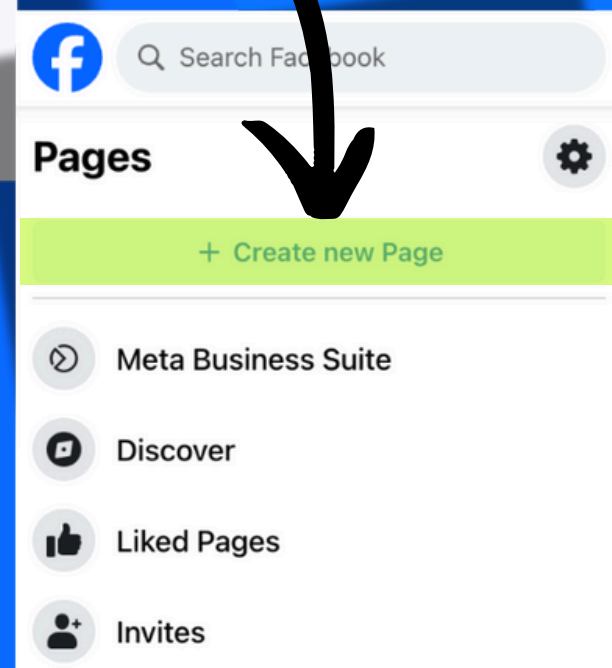 Search Facebook
Pages
+ Create new Page
Meta Business Suite
Discover
Liked Pages
Invites